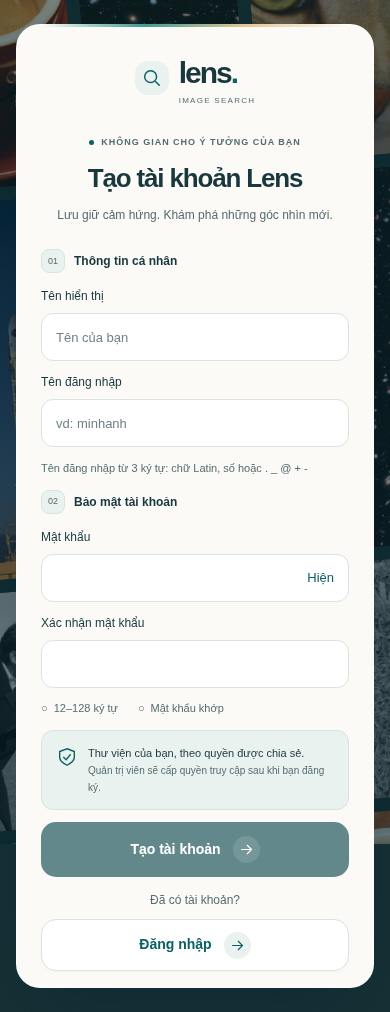 lens.
IMAGE SEARCH
KHÔNG GIAN CHO Ý TƯỞNG CỦA BẠN
Tạo tài khoản Lens
Lưu giữ cảm hứng. Khám phá những góc nhìn mới.
01 Thông tin cá nhân
Tên hiển thị
Tên của bạn
Tên đăng nhập
vd: minhanh
Tên đăng nhập từ 3 ký tự: chữ Latin, số hoặc . _ @ + -
02 Bảo mật tài khoản
Mật khẩu
Hiện
Xác nhận mật khẩu
○ 12–128 ký tự ○ Mật khẩu khớp
Thư viện của bạn, theo quyền được chia sẻ.
Quản trị viên sẽ cấp quyền truy cập sau khi bạn đăng
ký.
Tạo tài khoản →
Đã có tài khoản?
Đăng nhập →